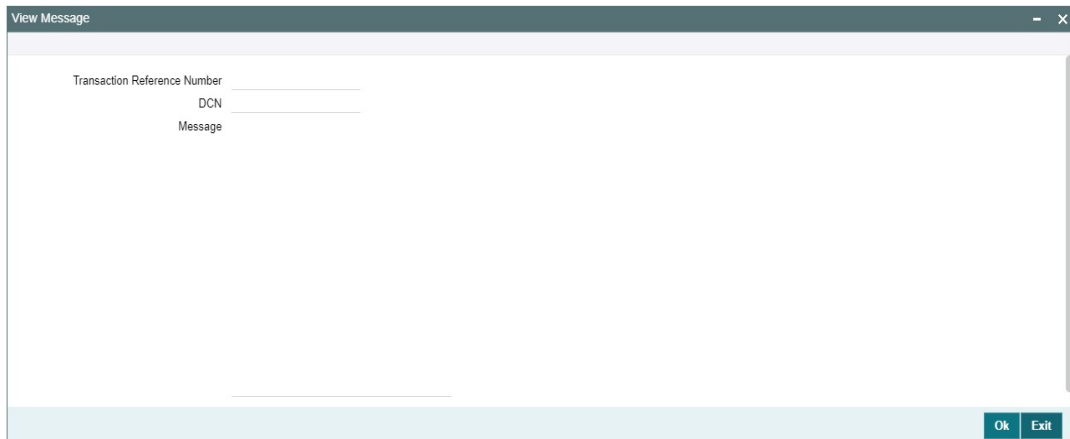 View Message
Transaction Reference Number
DCN
Message
Ok Exit